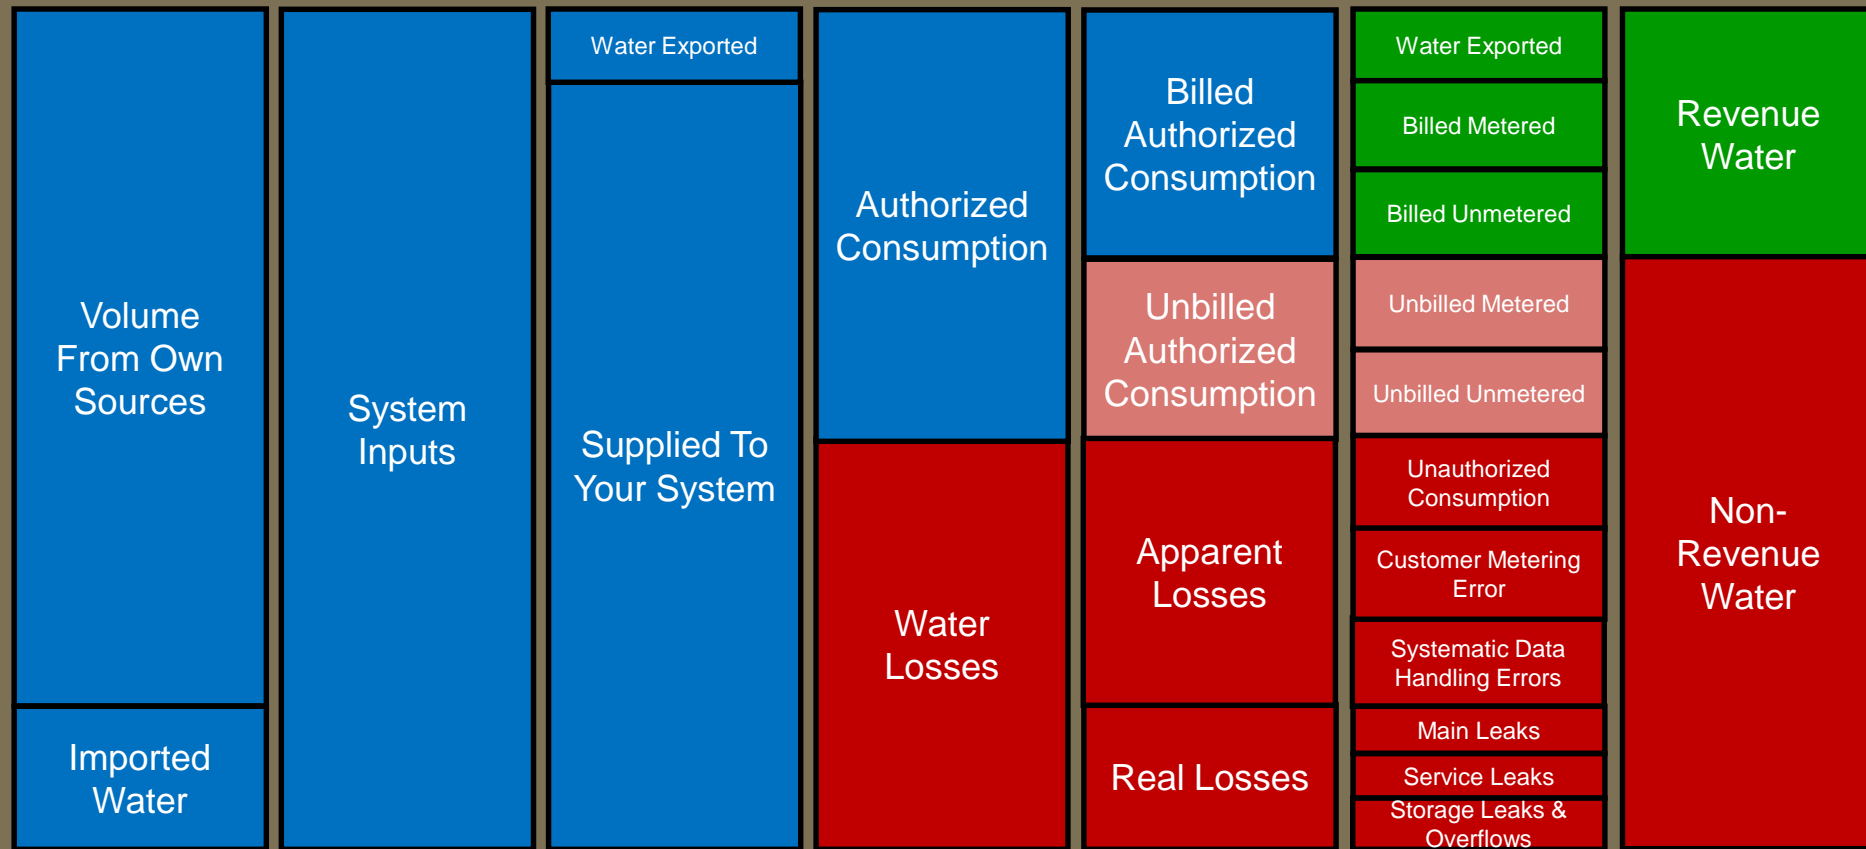 Volume
From Own
Sources
Imported
Water
System
Inputs
Water Exported
Supplied To
Your System
Authorized
Consumption
Water
Losses
Billed
Authorized
Consumption
Unbilled
Authorized
Consumption
Apparent
Losses
Real Losses
Water Exported
Billed Metered
Billed Unmetered
Unbilled Metered
Unbilled Unmetered
Unauthorized
Consumption
Customer Metering
Error
Systematic Data
Handling Errors
Main Leaks
Service Leaks
Storage Leaks &
Overflows
Revenue
Water
Non-
Revenue
Water